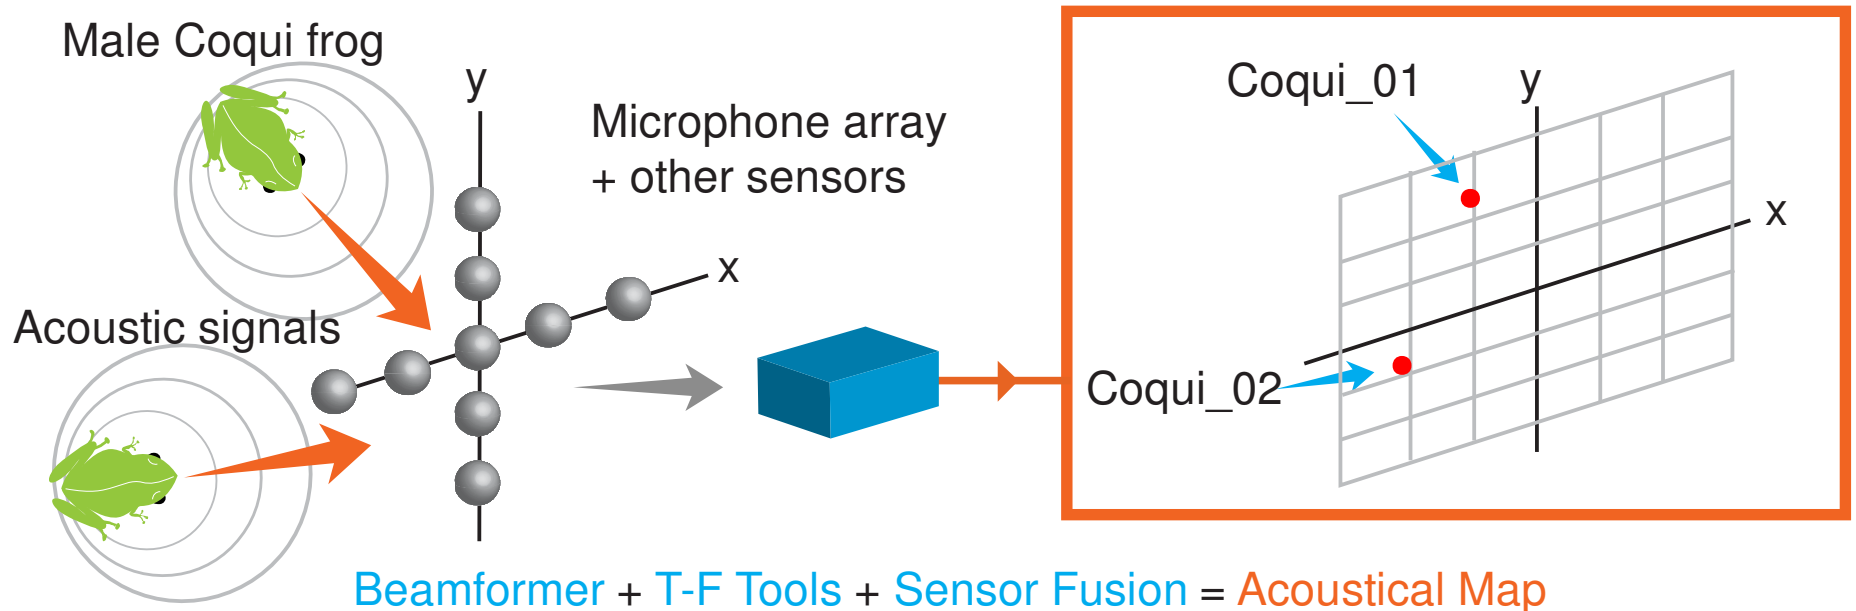 Male Coqui frog
y
Microphone array
+ other sensors
x
Acoustic signals
Coqui_01
y
x
Coqui_02
Beamformer + T-F Tools + Sensor Fusion = Acoustical Map